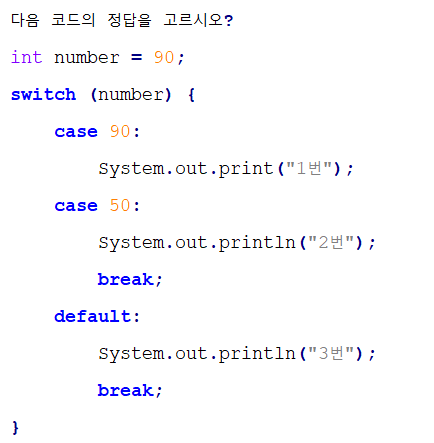 다음 코드의 정답을 고르시오?
int number = 90;
switch (number) {
    case 90:
        System.out.print("1번");
    case 50:
        System.out.println("2번");
        break;
    default:
        System.out.println("3번");
        break;
}